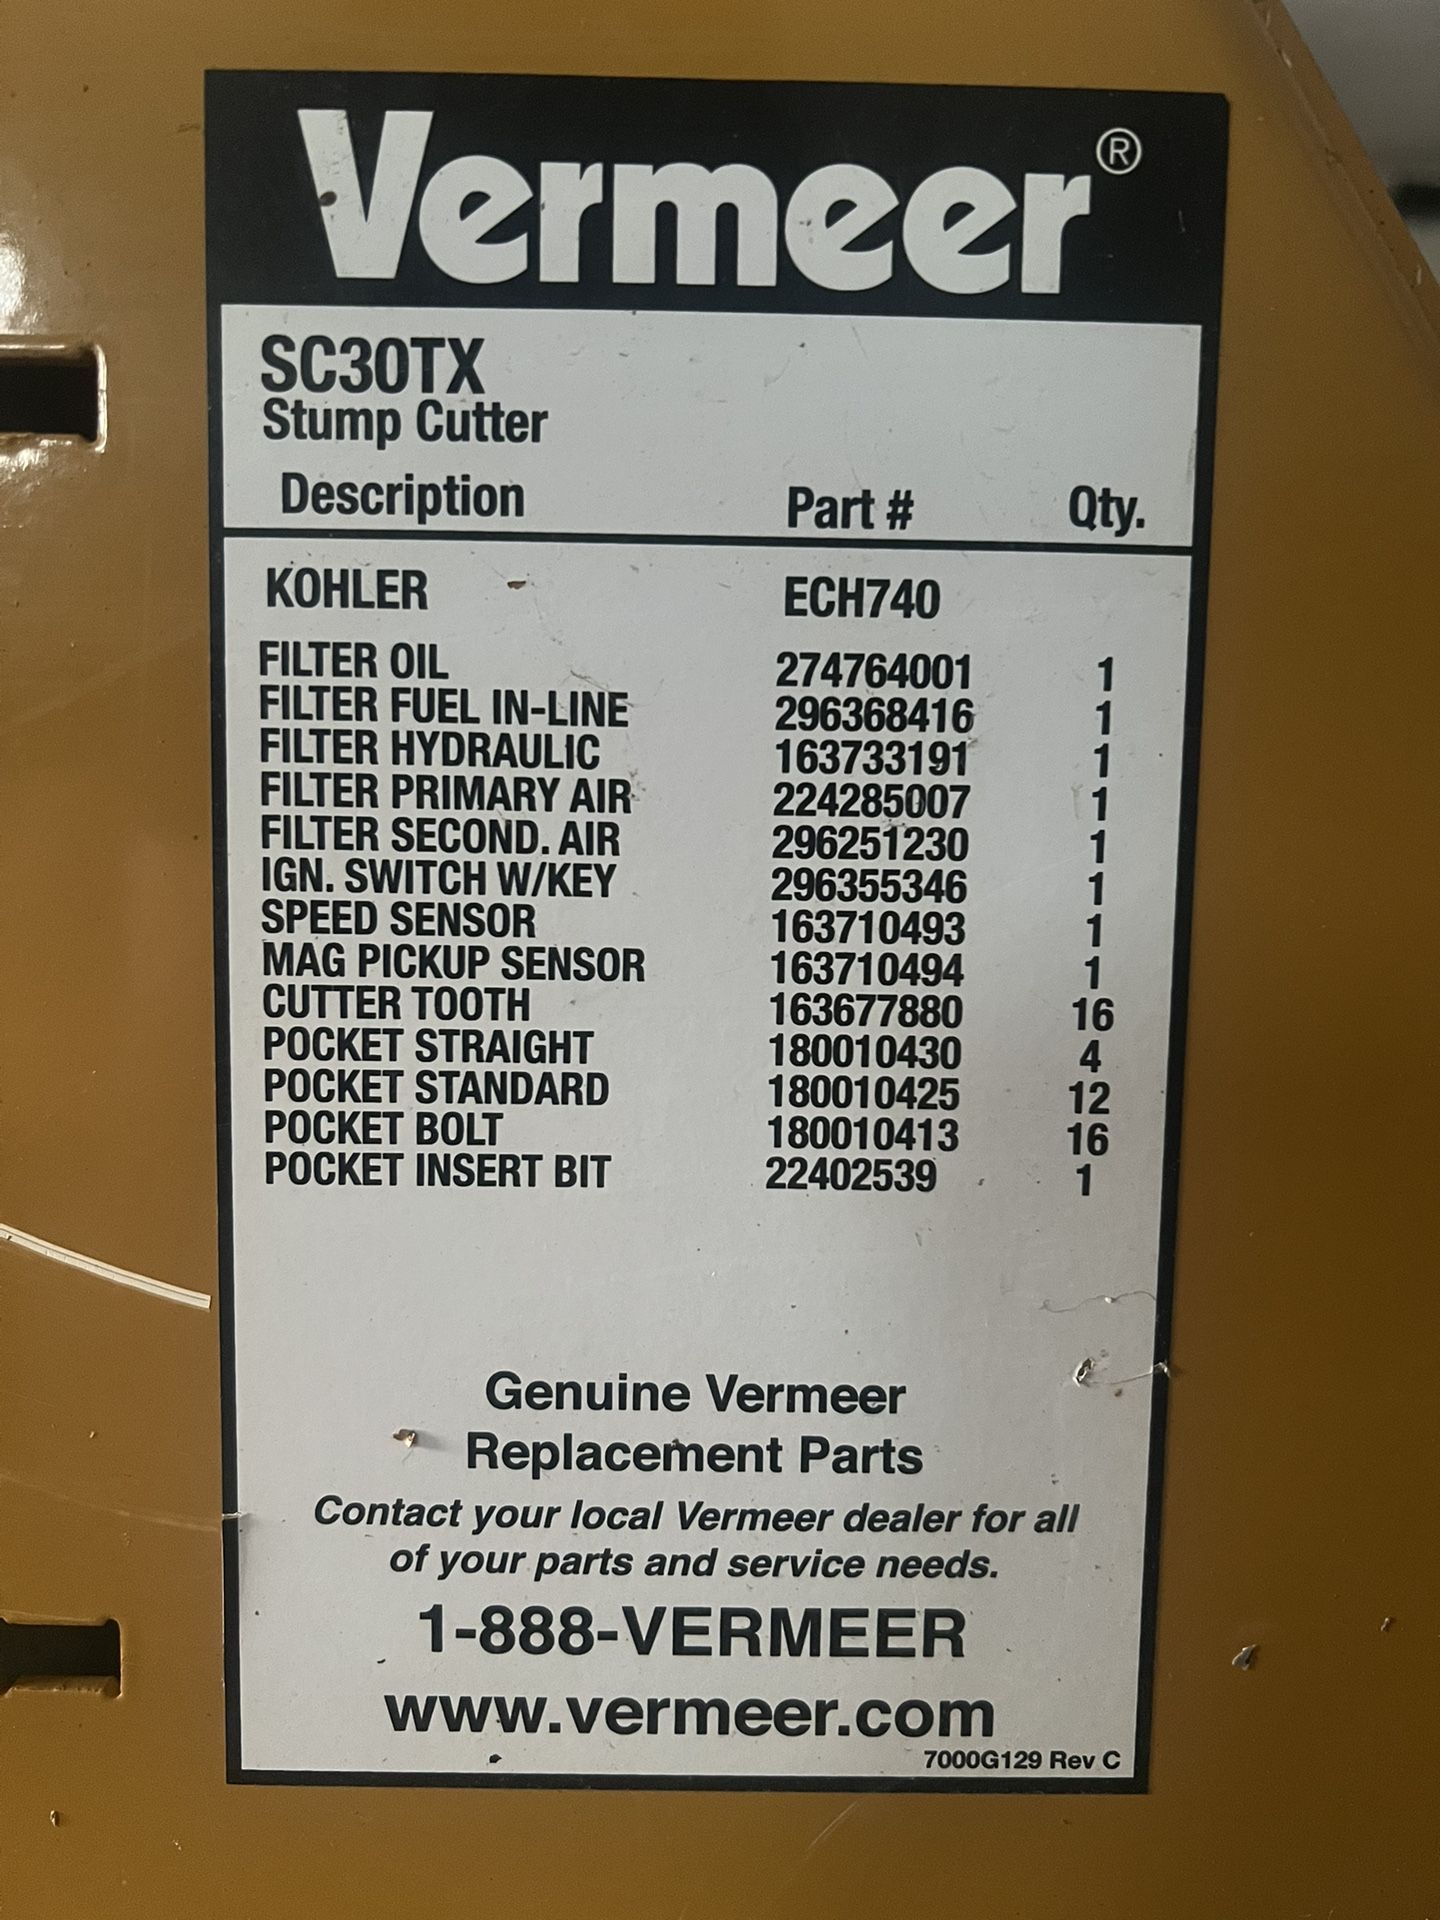 Vermeer®
SC30TX
Stump Cutter
Description Part # Qty.
KOHLER ECH740
FILTER OIL 274764001 1
FILTER FUEL IN-LINE 296368416 1
FILTER HYDRAULIC 163733191 1
FILTER PRIMARY AIR 224285007 1
FILTER SECOND. AIR 296251230 1
IGN. SWITCH W/KEY 296355346 1
SPEED SENSOR 163710493 1
MAG PICKUP SENSOR 163710494 1
CUTTER TOOTH 163677880 16
POCKET STRAIGHT 180010430 4
POCKET STANDARD 180010425 12
POCKET BOLT 180010413 16
POCKET INSERT BIT 22402539 1
Genuine Vermeer
Replacement Parts
Contact your local Vermeer dealer for all
of your parts and service needs.
1-888-VERMEER
www.vermeer.com
7000G129 Rev C